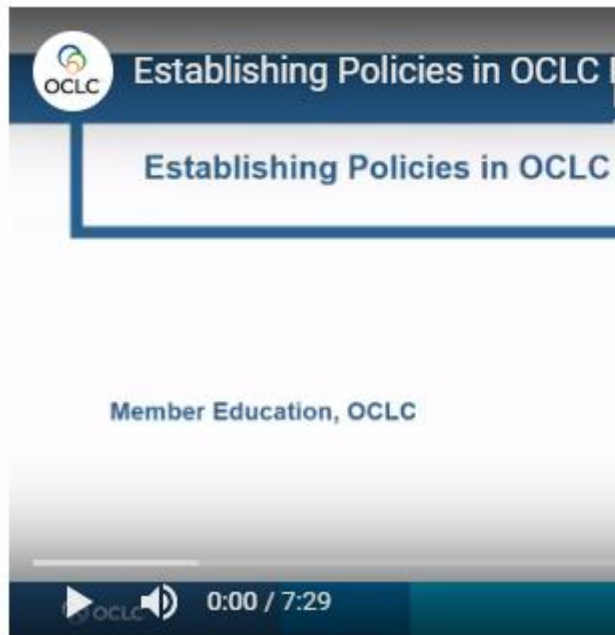 OCLC
Establishing Policies in OCLC
Establishing Policies in OCLC
Member Education, OCLC
OCLC
0:00 / 7:29